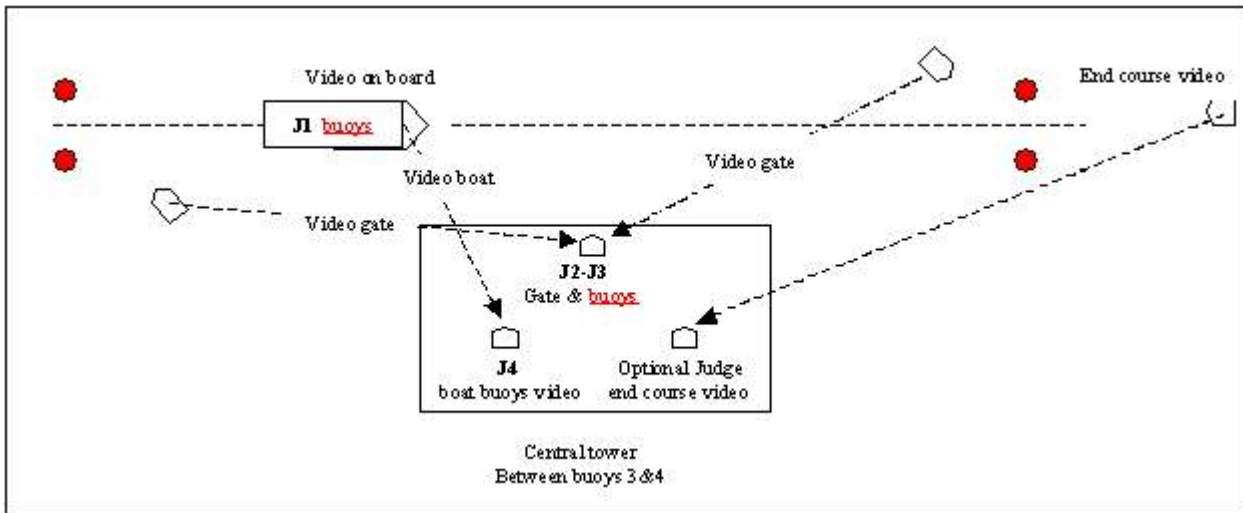 Video on board
End course video
J1 buoys
Video boat
Video gate
Video gate
J2-J3
Gate & buoys
J4
boat buoys video
Optional Judge
end course video
Central tower
Between buoys 3&4